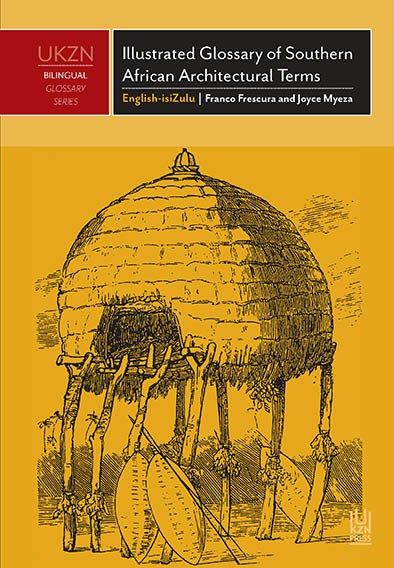 UKZN
BILINGUAL
GLOSSARY
SERIES
Illustrated Glossary of Southern
African Architectural Terms
English-isiZulu | Franco Frescura and Joyce Myeza
U
KZN
PRESS